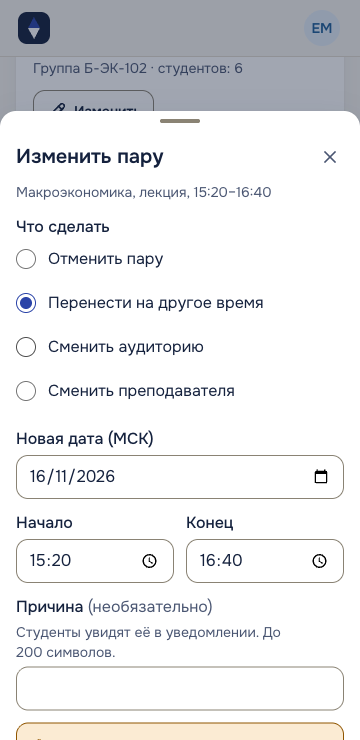 ЕМ
Группа Б-ЭК-102 · студентов: 6
Изменить
Изменить пару
Макроэкономика, лекция, 15:20–16:40
Что сделать
Отменить пару
Перенести на другое время
Сменить аудиторию
Сменить преподавателя
Новая дата (МСК)
16/11/2026
Начало
Конец
15:20
16:40
Причина (необязательно)
Студенты увидят её в уведомлении. До
200 символов.